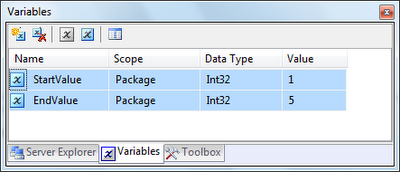 Variables
Name Scope Data Type Value
StartValue Package Int32 1
EndValue Package Int32 5
Server Explorer Variables Toolbox